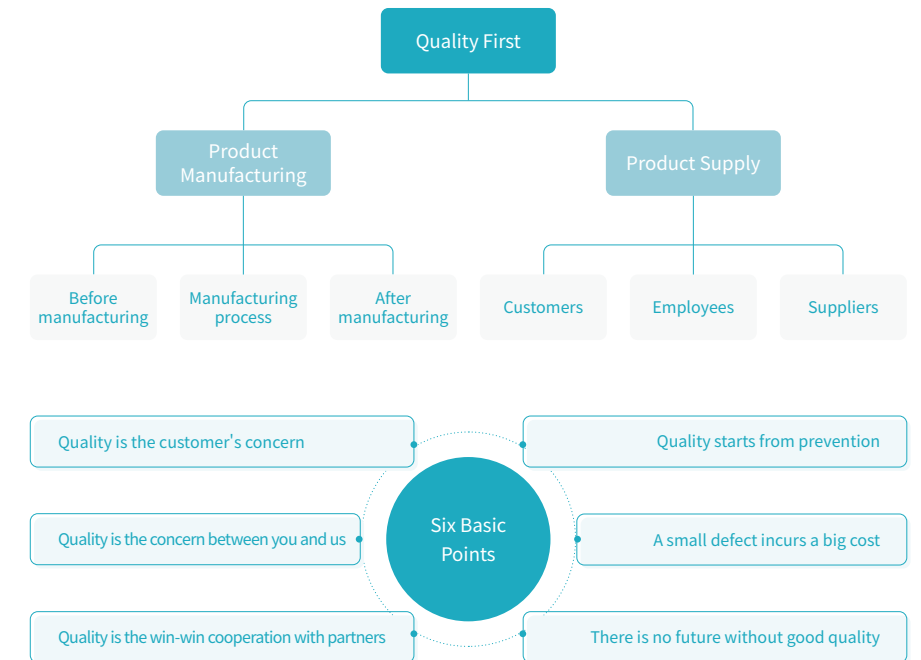 Quality First
Product
Manufacturing
Product Supply
Before
manufacturing
Manufacturing
process
After
manufacturing
Customers
Employees
Suppliers
Quality is the customer's concern
Quality starts from prevention
Six Basic
Points
Quality is the concern between you and us
A small defect incurs a big cost
Quality is the win-win cooperation with partners
There is no future without good quality